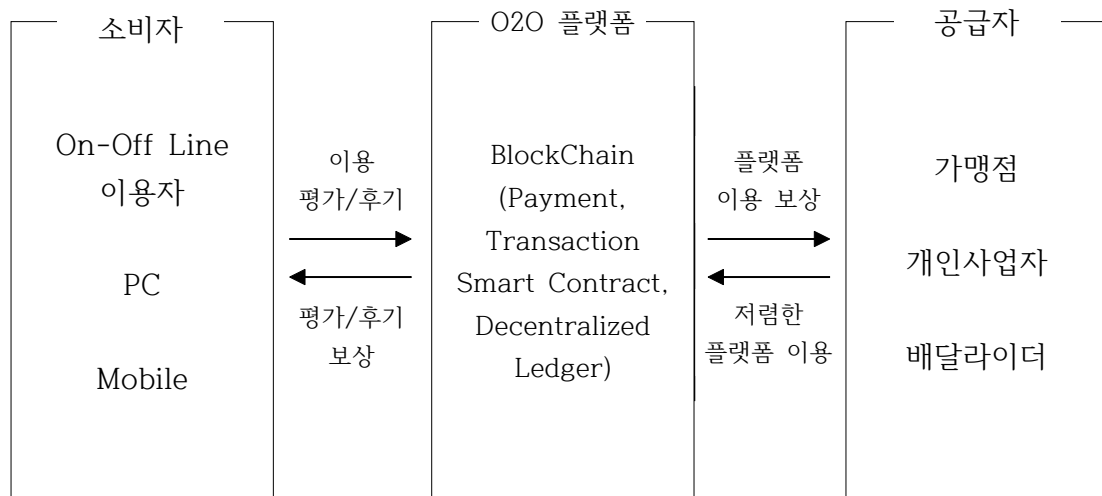 소비자
On-Off Line
이용자
PC
Mobile
이용
평가/후기
평가/후기
보상
O2O 플랫폼
BlockChain
(Payment,
Transaction
Smart Contract,
Decentralized
Ledger)
플랫폼
이용 보상
저렴한
플랫폼 이용
공급자
가맹점
개인사업자
배달라이더